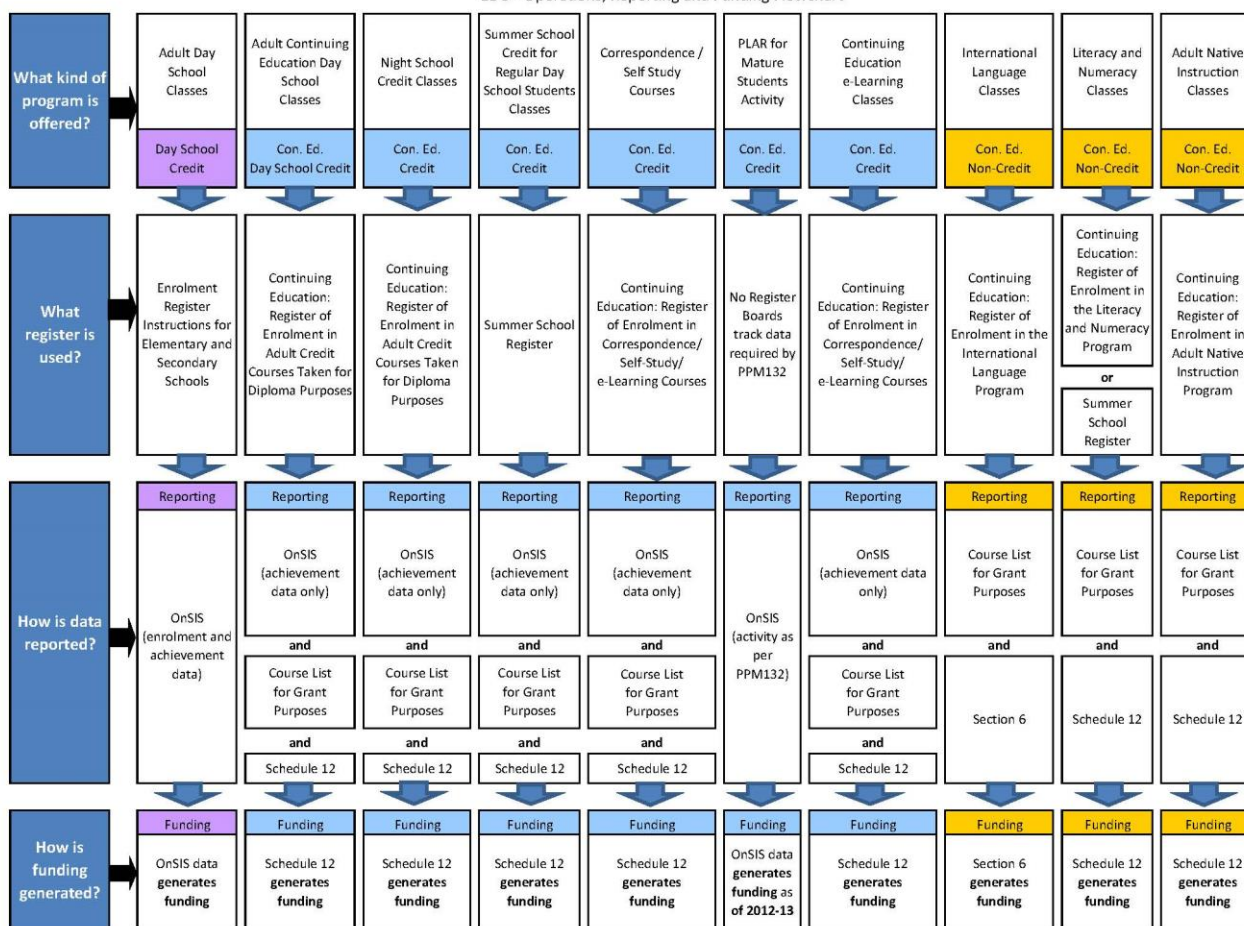 Operations, Reporting and Funding Flowchart
What kind of
program is
offered?
Adult Day
School
Classes
Day School
Credit
Adult Continuing
Education Day
School
Classes
Con. Ed.
Day School Credit
Night School
Credit Classes
Con. Ed.
Credit
Summer School
Credit for
Regular Day
School Students
Classes
Con. Ed.
Credit
Correspondence /
Self Study
Courses
Con. Ed.
Credit
PLAR for
Mature
Students
Activity
Con. Ed.
Credit
Continuing
Education
e-Learning
Classes
Con. Ed.
Credit
International
Language
Classes
Con. Ed.
Non-Credit
Literacy and
Numeracy
Classes
Con. Ed.
Non-Credit
Adult Native
Instruction
Classes
Con. Ed.
Non-Credit
What
register is
used?
Enrolment
Register
Instructions for
Elementary and
Secondary
Schools
Continuing
Education:
Register of
Enrolment in
Adult Credit
Courses Taken for
Diploma Purposes
Continuing
Education:
Register of
Enrolment in
Adult Credit
Courses Taken
for Diploma
Purposes
Summer School
Register
Continuing
Education: Register
of Enrolment in
Correspondence/
Self-Study/
e-Learning Courses
No Register
Boards
track data
required by
PPM132
Continuing
Education: Register
of Enrolment in
Correspondence/
Self-Study/
e-Learning Courses
Continuing
Education:
Register of
Enrolment in the
International
Language
Program
Continuing
Education:
Register of
Enrolment in
the Literacy
and Numeracy
Program
or
Summer
School
Register
Continuing
Education:
Register of
Enrolment in
Adult Native
Instruction
Program
How is data
reported?
Reporting
OnSIS
(enrolment and
achievement
data)
Reporting
OnSIS
(achievement
data only)
and
Course List
for Grant
Purposes
and
Schedule 12
Reporting
OnSIS
(achievement
data only)
and
Course List
for Grant
Purposes
and
Schedule 12
Reporting
OnSIS
(achievement
data only)
and
Course List
for Grant
Purposes
and
Schedule 12
Reporting
OnSIS
(achievement
data only)
and
Course List
for Grant
Purposes
and
Schedule 12
Reporting
OnSIS
(activity as
per
PPM132)
Reporting
OnSIS
(achievement data
only)
and
Course List
for Grant
Purposes
and
Schedule 12
Reporting
Course List
for Grant
Purposes
and
Section 6
Reporting
Course List
for Grant
Purposes
and
Schedule 12
Reporting
Course List
for Grant
Purposes
and
Schedule 12
How is
funding
generated?
Funding
OnSIS data
generates
funding
Funding
Schedule 12
generates
funding
Funding
Schedule 12
generates
funding
Funding
Schedule 12
generates
funding
Funding
Schedule 12
generates
funding
Funding
OnSIS data
generates
funding as
of 2012-13
Funding
Schedule 12
generates
funding
Funding
Section 6
generates
funding
Funding
Schedule 12
generates
funding
Funding
Schedule 12
generates
funding